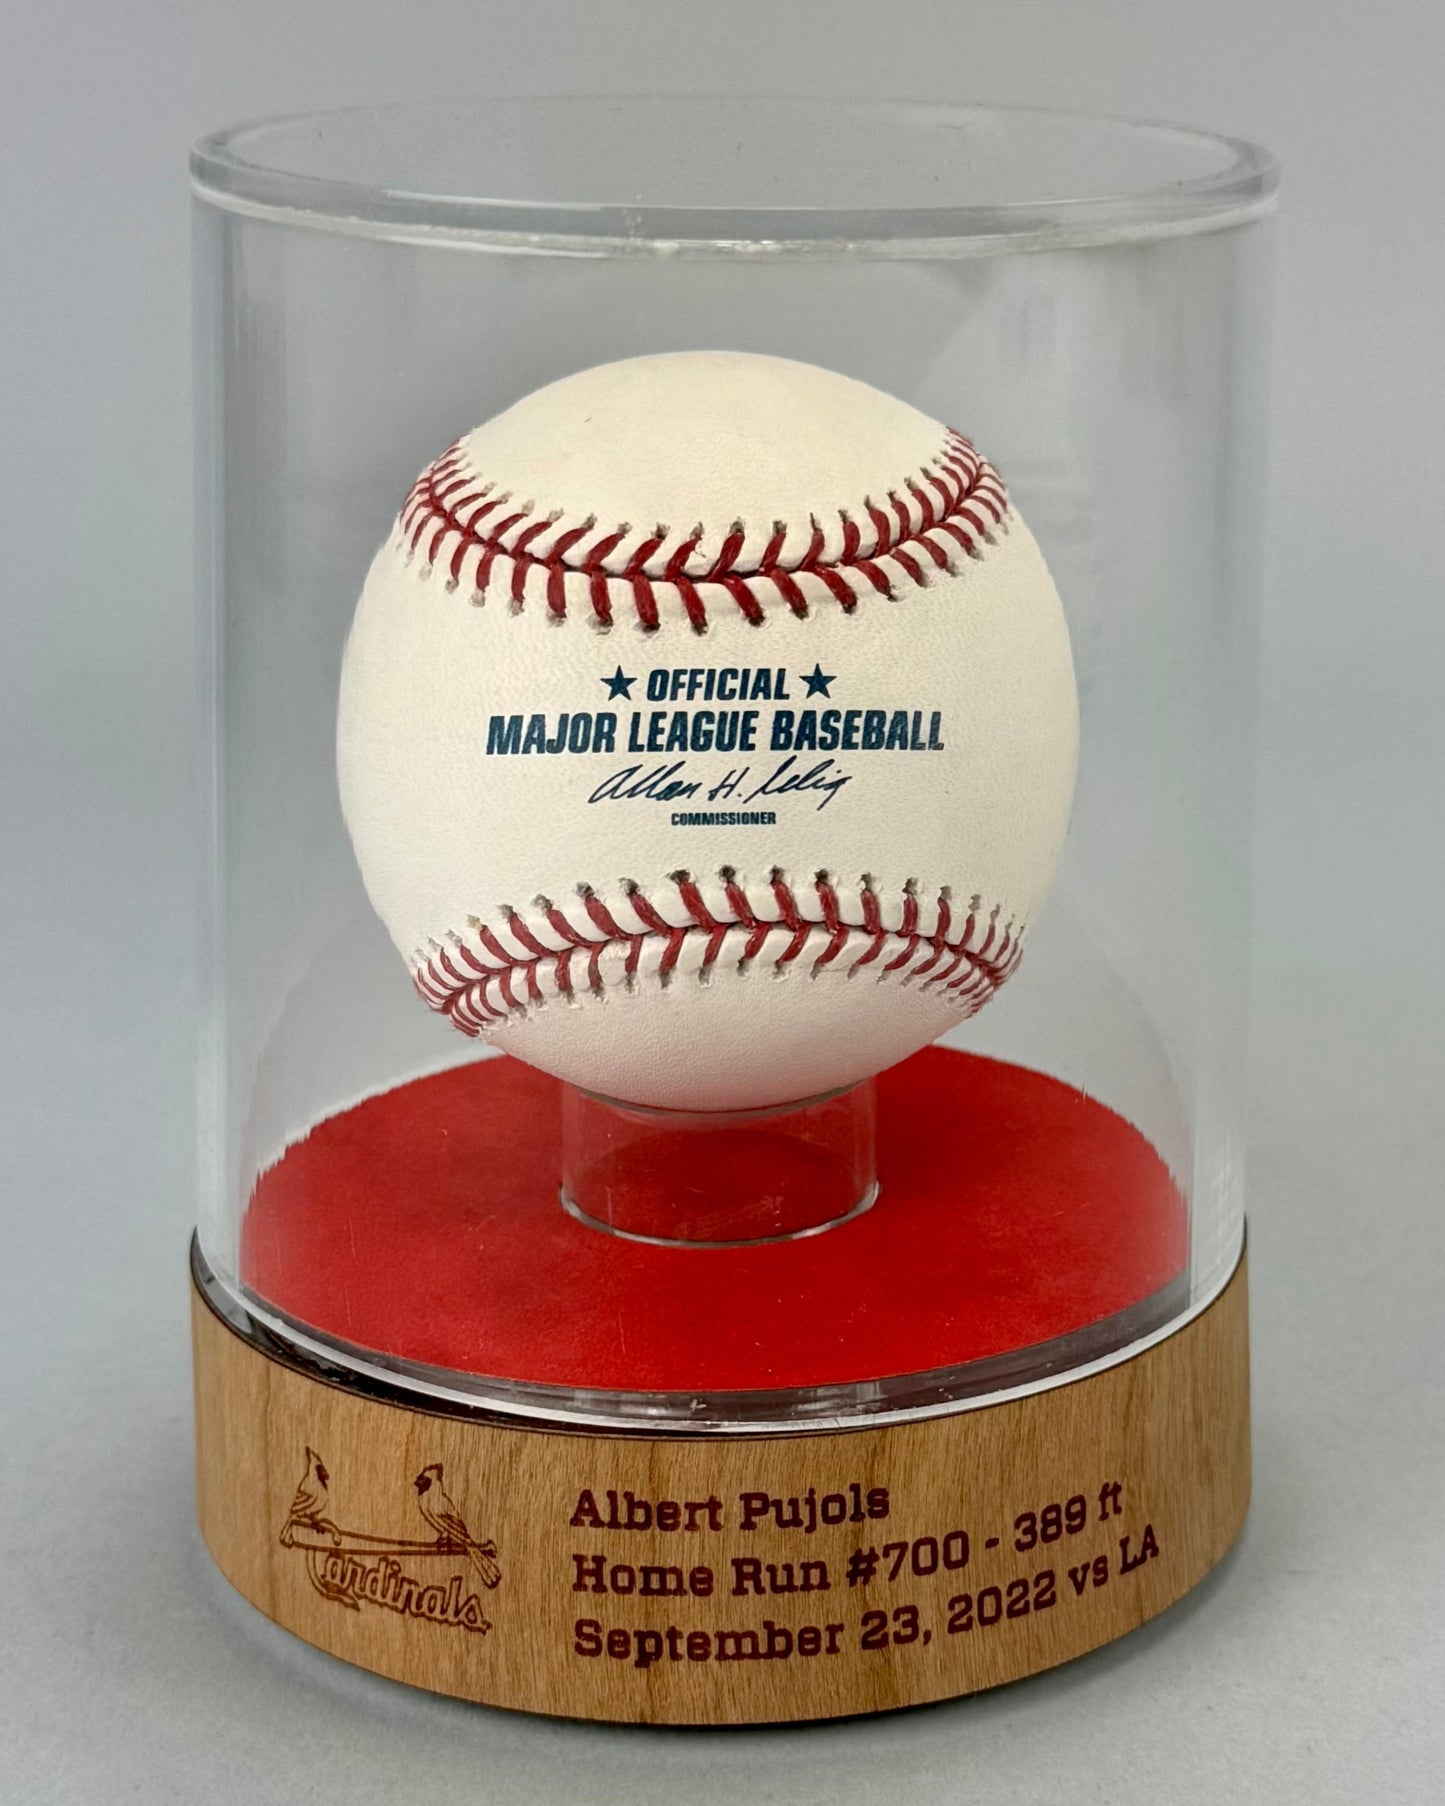 ★ OFFICIAL ★
MAJOR LEAGUE BASEBALL
Allan H. Selig
COMMISSIONER
Cardinals
Albert Pujols
Home Run #700 - 389 ft
September 23, 2022 vs LA